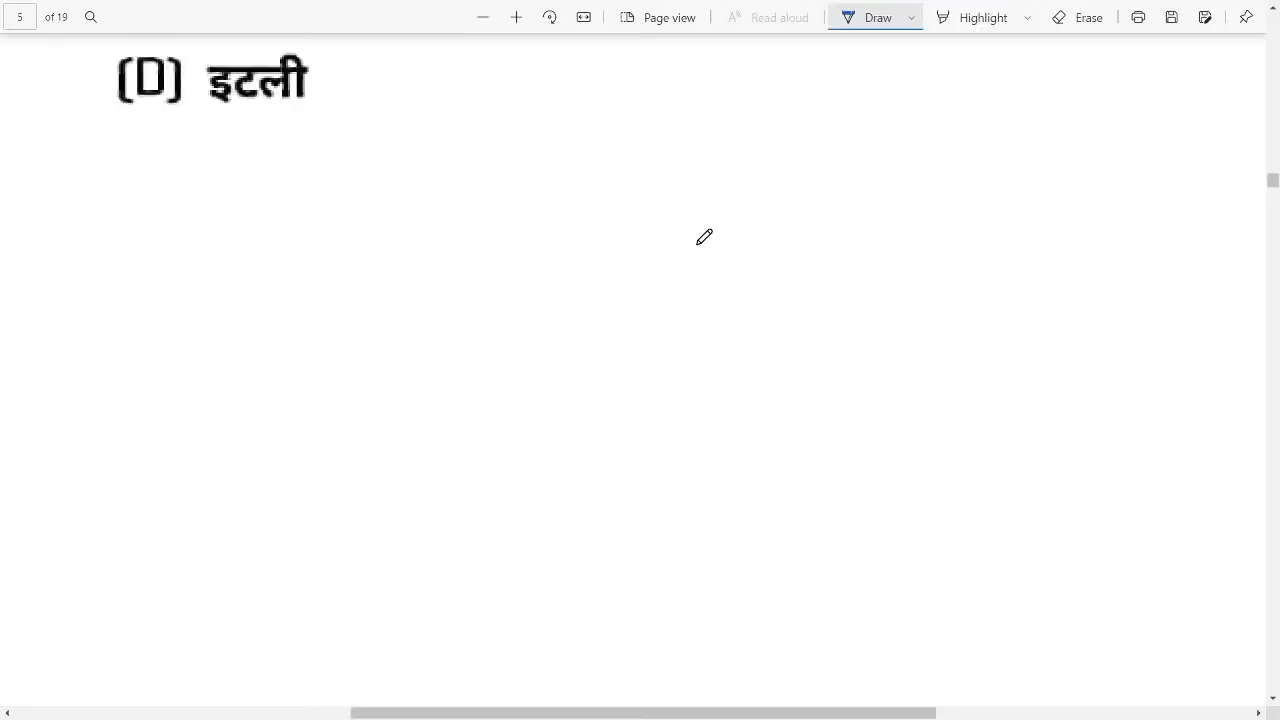 5 of 19 Page view Read aloud Draw Highlight Erase
(D) इटली